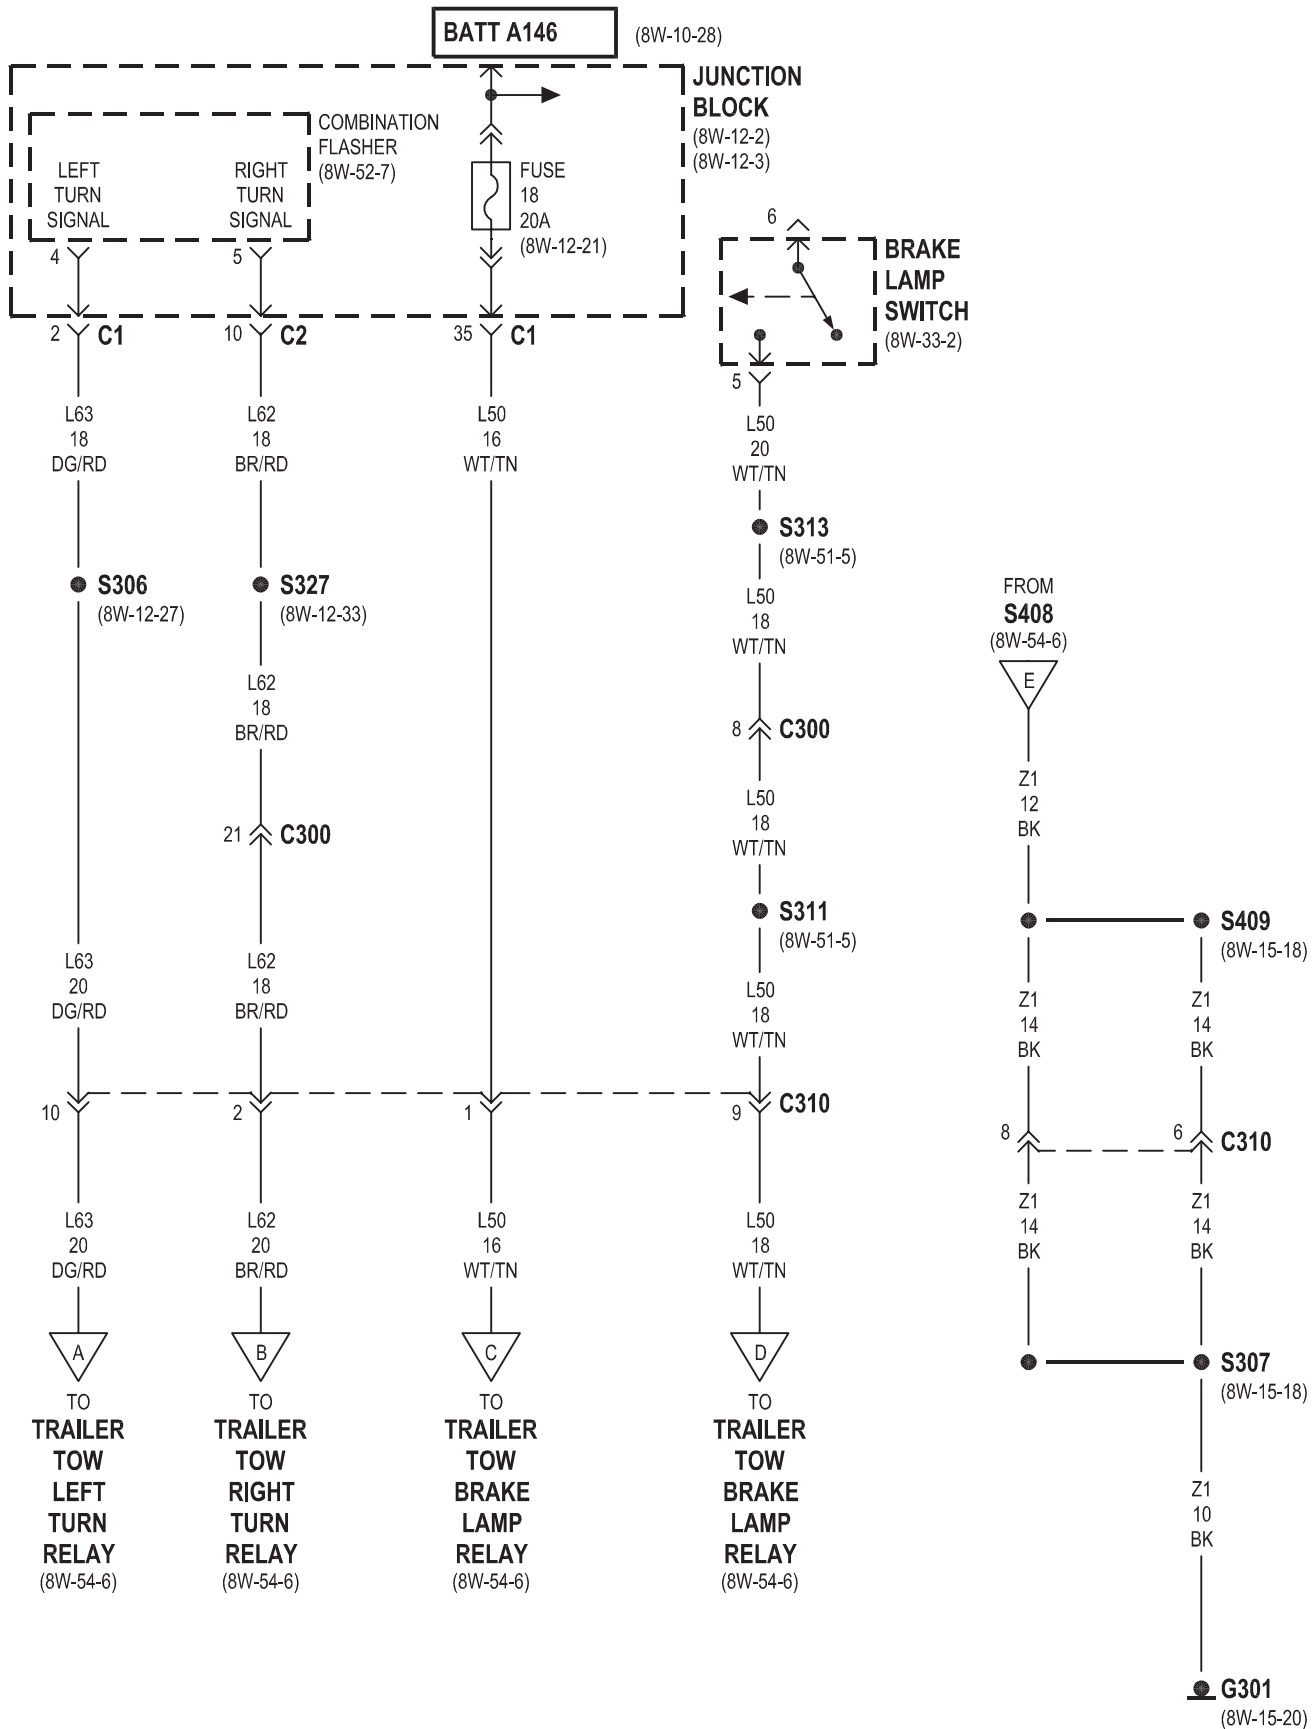 BATT A146
(8W-10-28)
JUNCTION
BLOCK
(8W-12-2)
(8W-12-3)
COMBINATION
FLASHER
(8W-52-7)
LEFT
TURN
SIGNAL
RIGHT
TURN
SIGNAL
FUSE
18
20A
(8W-12-21)
4
5
6
BRAKE
LAMP
SWITCH
(8W-33-2)
2
C1
10
C2
35
C1
5
L63
18
DG/RD
L62
18
BR/RD
L50
16
WT/TN
L50
20
WT/TN
S313
(8W-51-5)
S306
(8W-12-27)
S327
(8W-12-33)
L50
18
WT/TN
FROM
S408
(8W-54-6)
E
L62
18
BR/RD
8
C300
Z1
12
BK
21
C300
L50
18
WT/TN
S311
(8W-51-5)
S409
(8W-15-18)
L63
20
DG/RD
L62
18
BR/RD
L50
18
WT/TN
Z1
14
BK
Z1
14
BK
10
2
1
9
C310
8
6
C310
L63
20
DG/RD
L62
20
BR/RD
L50
16
WT/TN
L50
18
WT/TN
Z1
14
BK
Z1
14
BK
A
B
C
D
S307
(8W-15-18)
TO
TRAILER
TOW
LEFT
TURN
RELAY
(8W-54-6)
TO
TRAILER
TOW
RIGHT
TURN
RELAY
(8W-54-6)
TO
TRAILER
TOW
BRAKE
LAMP
RELAY
(8W-54-6)
TO
TRAILER
TOW
BRAKE
LAMP
RELAY
(8W-54-6)
Z1
10
BK
G301
(8W-15-20)